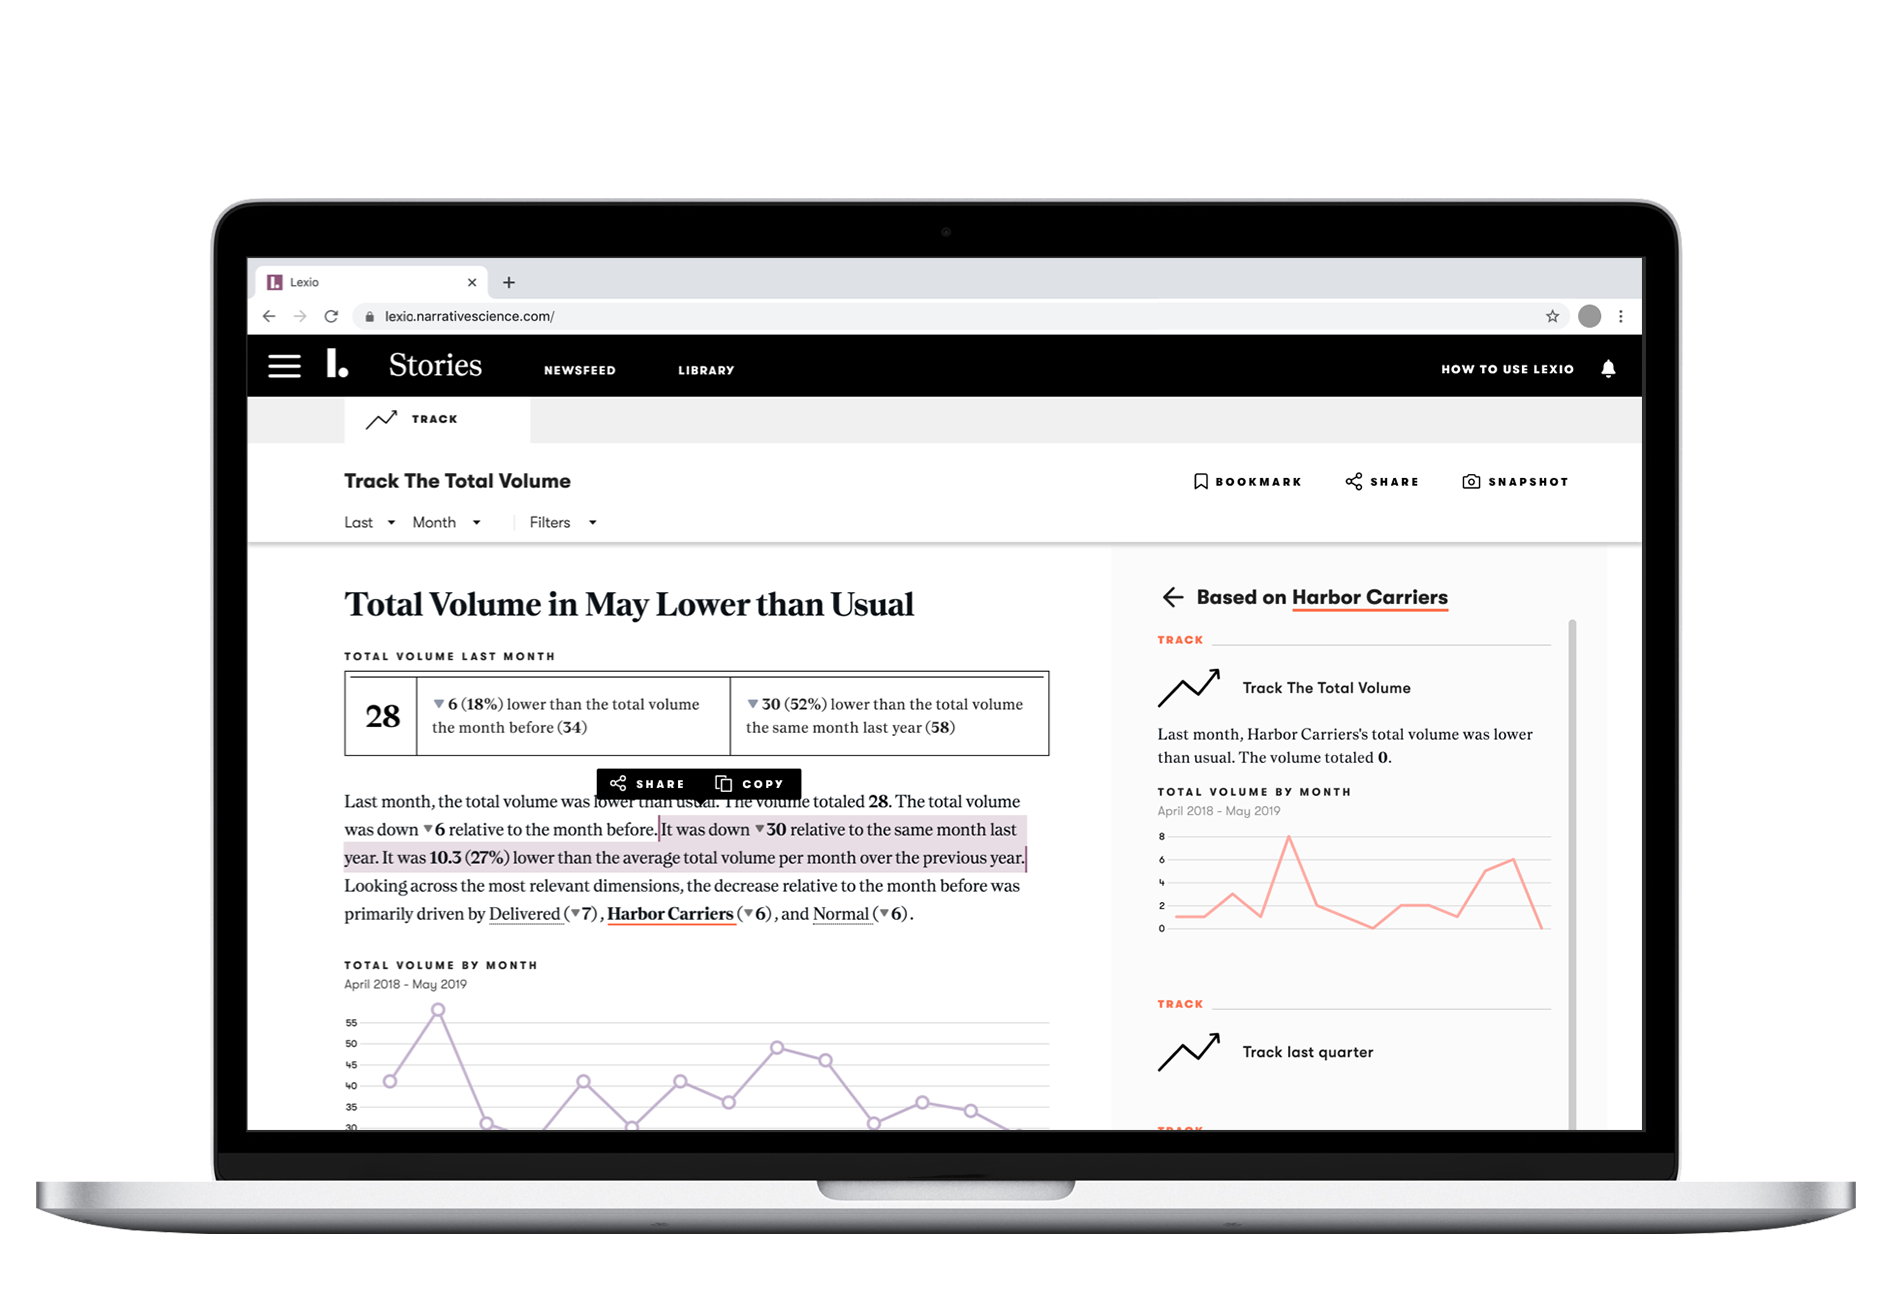 Lexio
lexio.narrativescience.com/
l.
Stories
NEWSFEED
LIBRARY
HOW TO USE LEXIO
TRACK
Track The Total Volume
BOOKMARK
SHARE
SNAPSHOT
Last
Month
Filters
Total Volume in May Lower than Usual
TOTAL VOLUME LAST MONTH
28
▼6 (18%) lower than the total volume
the month before (34)
▼30 (52%) lower than the total volume
the same month last year (58)
SHARE
COPY
Last month, the total volume was lower than usual. The volume totaled 28. The total volume
was down ▼6 relative to the month before. It was down ▼30 relative to the same month last
year. It was 10.3 (27%) lower than the average total volume per month over the previous year.
Looking across the most relevant dimensions, the decrease relative to the month before was
primarily driven by Delivered (▼7), Harbor Carriers (▼6), and Normal (▼6).
TOTAL VOLUME BY MONTH
April 2018 - May 2019
55
50
45
40
35
30
Based on Harbor Carriers
TRACK
Track The Total Volume
Last month, Harbor Carriers's total volume was lower
than usual. The volume totaled 0.
TOTAL VOLUME BY MONTH
April 2018 - May 2019
8
6
4
2
0
TRACK
Track last quarter
TRACK